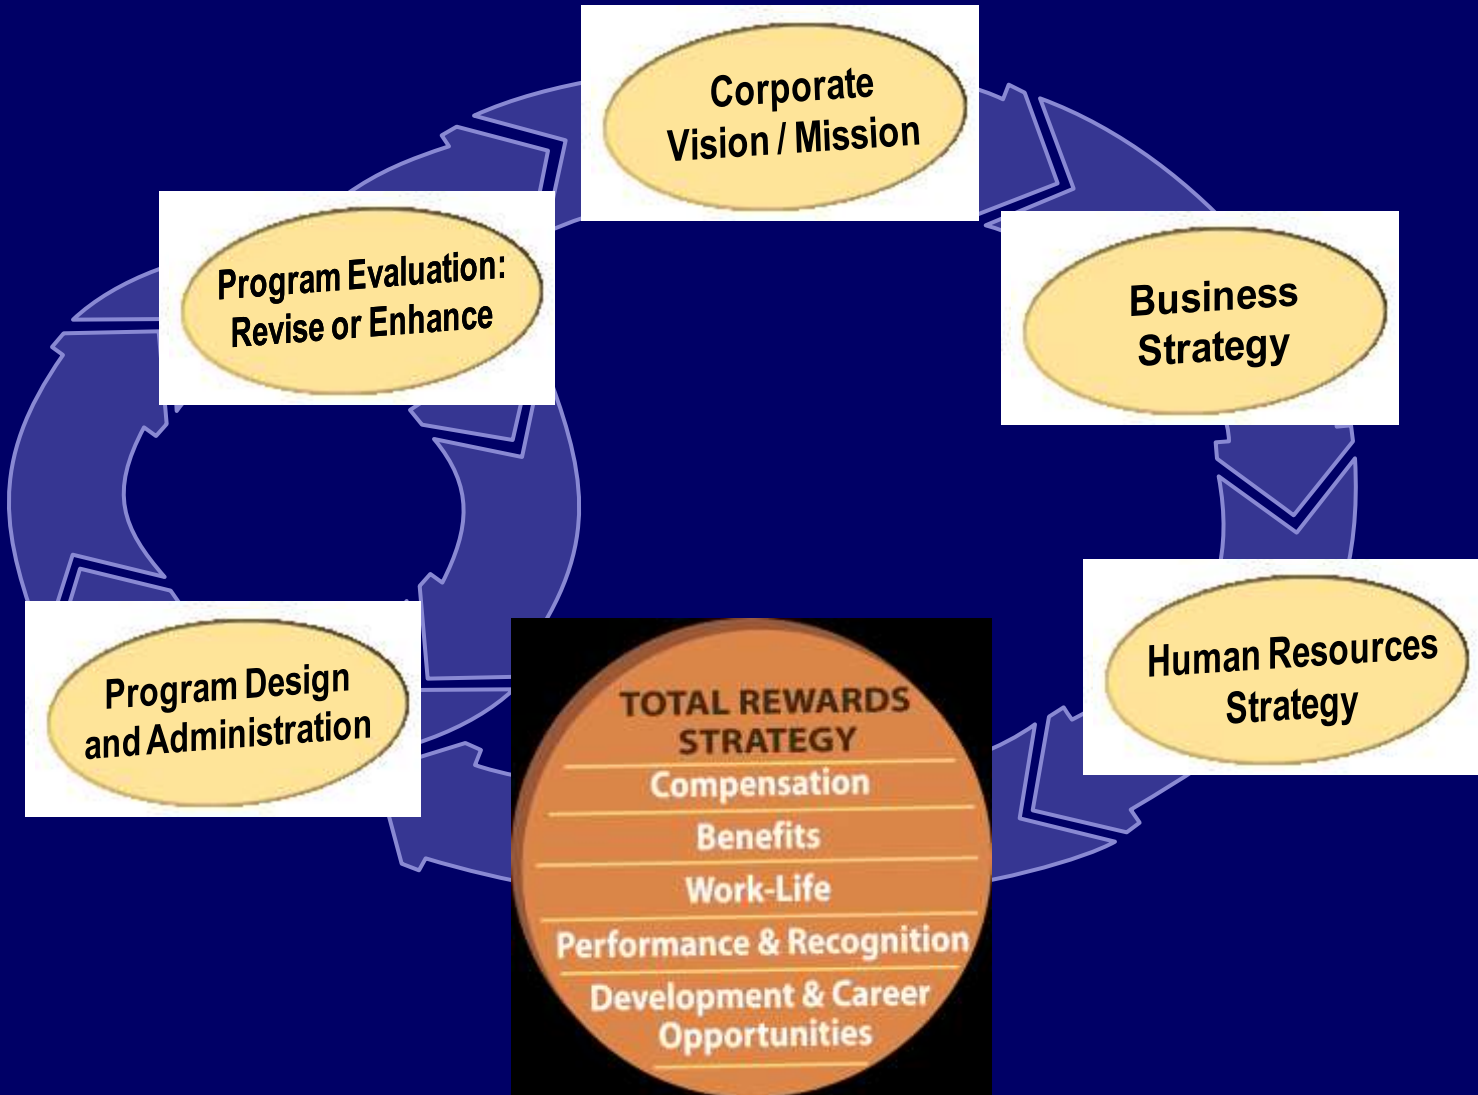 Corporate
Vision / Mission
Business
Strategy
Human Resources
Strategy
TOTAL REWARDS
STRATEGY
Compensation
Benefits
Work-Life
Performance & Recognition
Development & Career
Opportunities
Program Design
and Administration
Program Evaluation:
Revise or Enhance